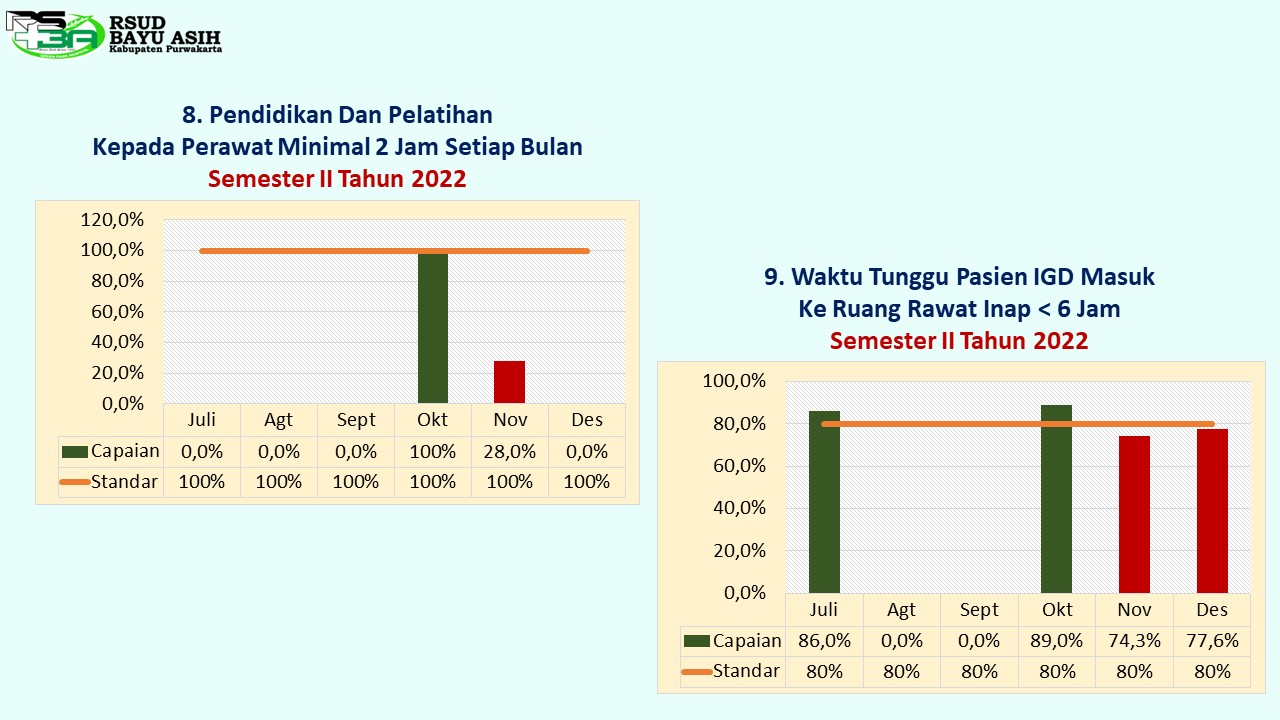 RSUD
BAYU ASIH
Kabupaten Purwakarta
8. Pendidikan Dan Pelatihan
Kepada Perawat Minimal 2 Jam Setiap Bulan
Semester II Tahun 2022
120,0%
100,0%
80,0%
60,0%
40,0%
20,0%
0,0%
Juli Agt Sept Okt Nov Des
Capaian 0,0% 0,0% 0,0% 100% 28,0% 0,0%
Standar 100% 100% 100% 100% 100% 100%
9. Waktu Tunggu Pasien IGD Masuk
Ke Ruang Rawat Inap < 6 Jam
Semester II Tahun 2022
100,0%
80,0%
60,0%
40,0%
20,0%
0,0%
Juli Agt Sept Okt Nov Des
Capaian 86,0% 0,0% 0,0% 89,0% 74,3% 77,6%
Standar 80% 80% 80% 80% 80% 80%